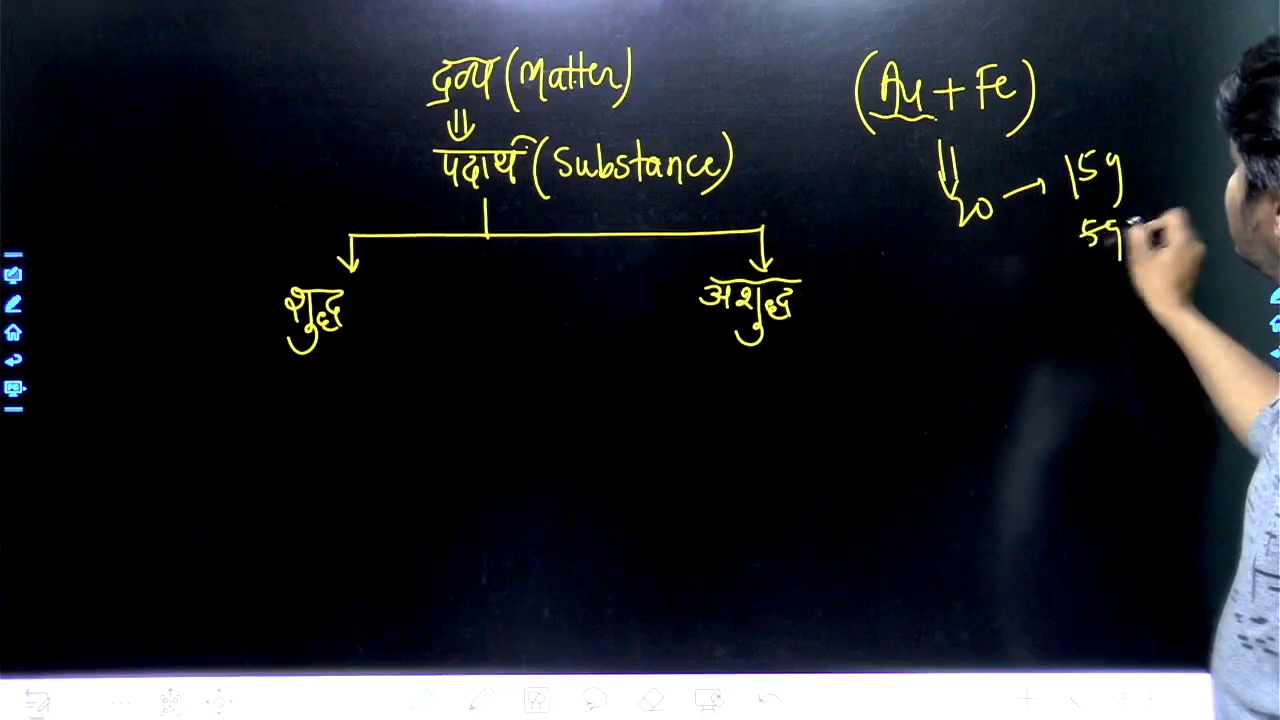 द्रव्य (Matter)
⇓
पदार्थ (Substance)
शुद्ध
अशुद्ध
(Au + Fe)
⇓
20 → 15g
5g